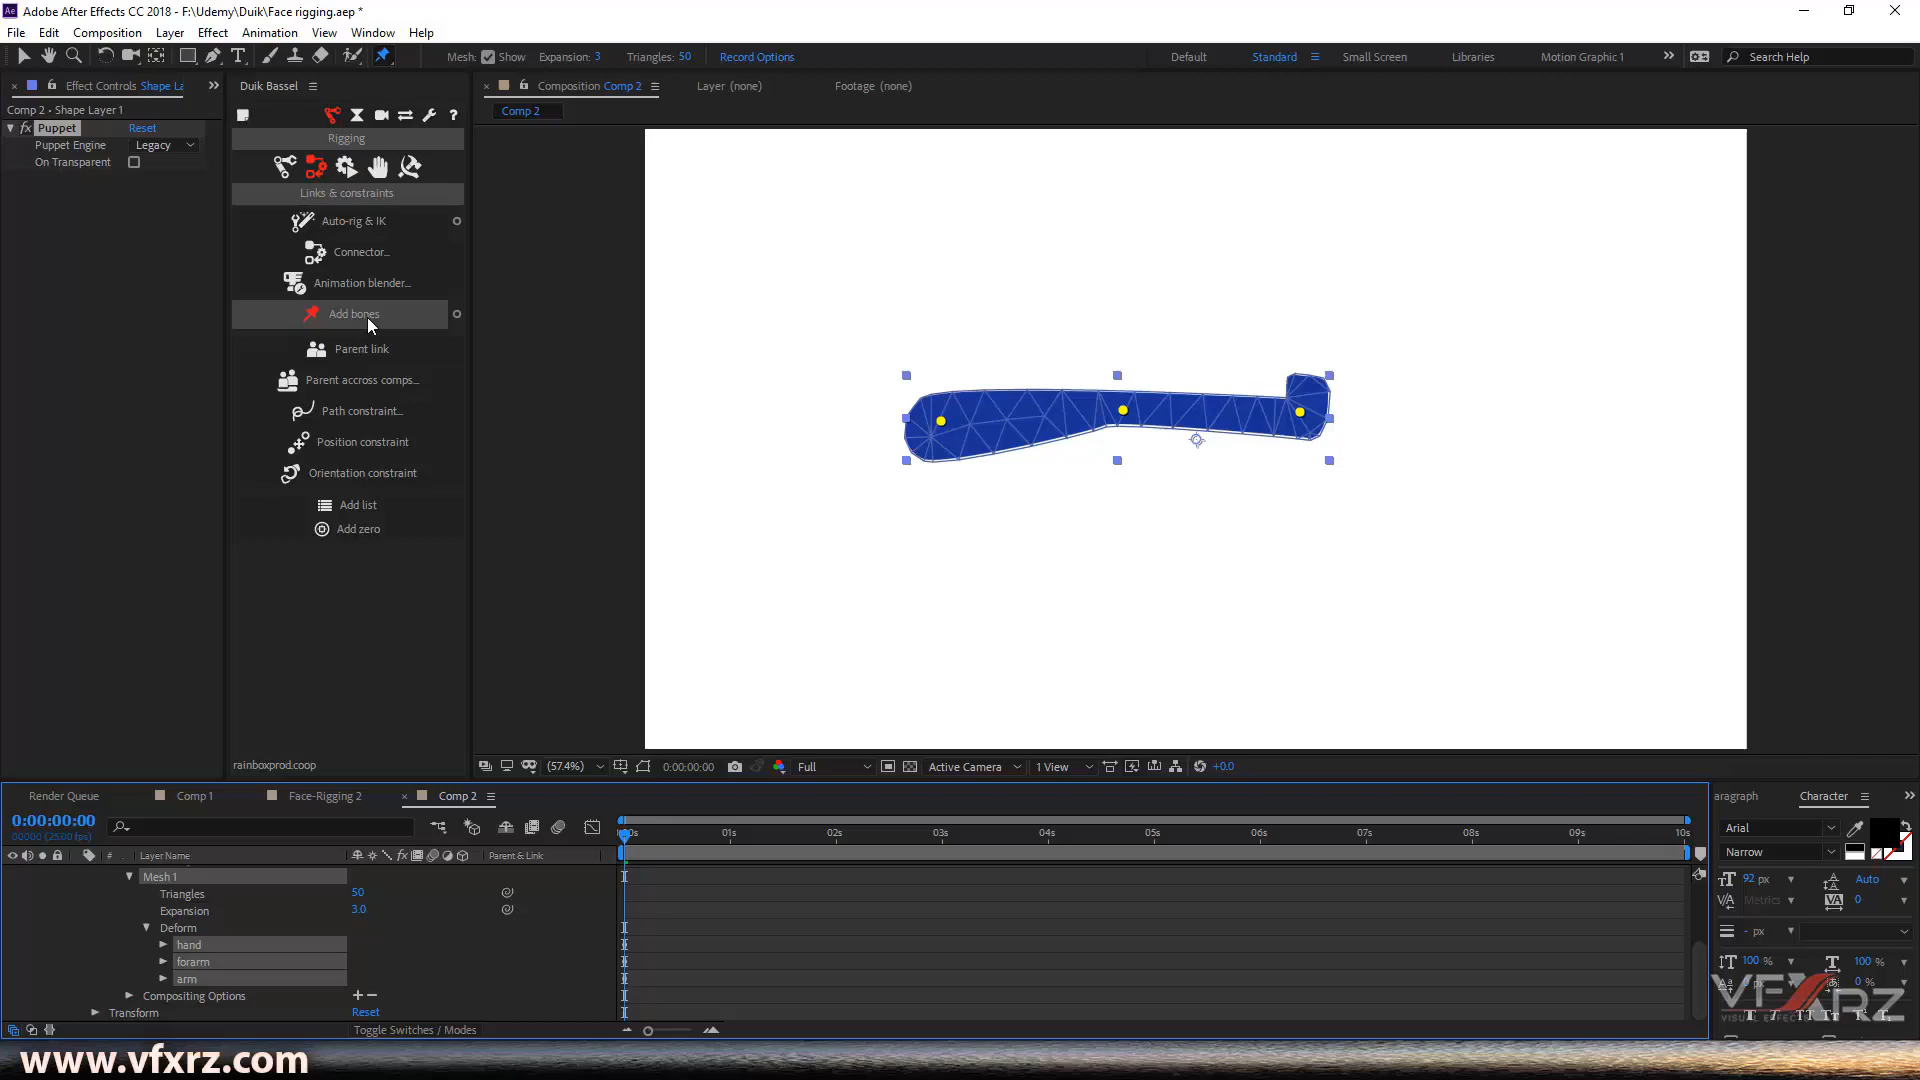 Adobe After Effects CC 2018 - F:\Udemy\Duik\Face rigging.aep *
File Edit Composition Layer Effect Animation View Window Help
Mesh: Show Expansion: 3 Triangles: 50 Record Options Default Standard Small Screen Libraries Motion Graphic 1 Search Help
Effect Controls Shape La Duik Bassel Composition Comp 2 Layer (none) Footage (none)
Comp 2 • Shape Layer 1
Comp 2
fx Puppet Reset
Puppet Engine Legacy
On Transparent
Rigging
Links & constraints
Auto-rig & IK
Connector...
Animation blender...
Add bones
Parent link
Parent accross comps...
Path constraint...
Position constraint
Orientation constraint
Add list
Add zero
rainboxprod.coop
(57.4%) 0:00:00:00 Full Active Camera 1 View +0.0
Render Queue Comp 1 Face-Rigging 2 Comp 2
0:00:00:00
00000 (25.00 fps)
# Layer Name Parent & Link
01s 02s 03s 04s 05s 06s 07s 08s 09s 10s
Mesh 1
Triangles 50
Expansion 3.0
Deform
hand
forarm
arm
Compositing Options
Transform Reset
Toggle Switches / Modes
aragraph Character
Arial
Narrow
92 px Auto
Metrics 0
- px
100 % 100 %
0 %
VFXRZ
www.vfxrz.com